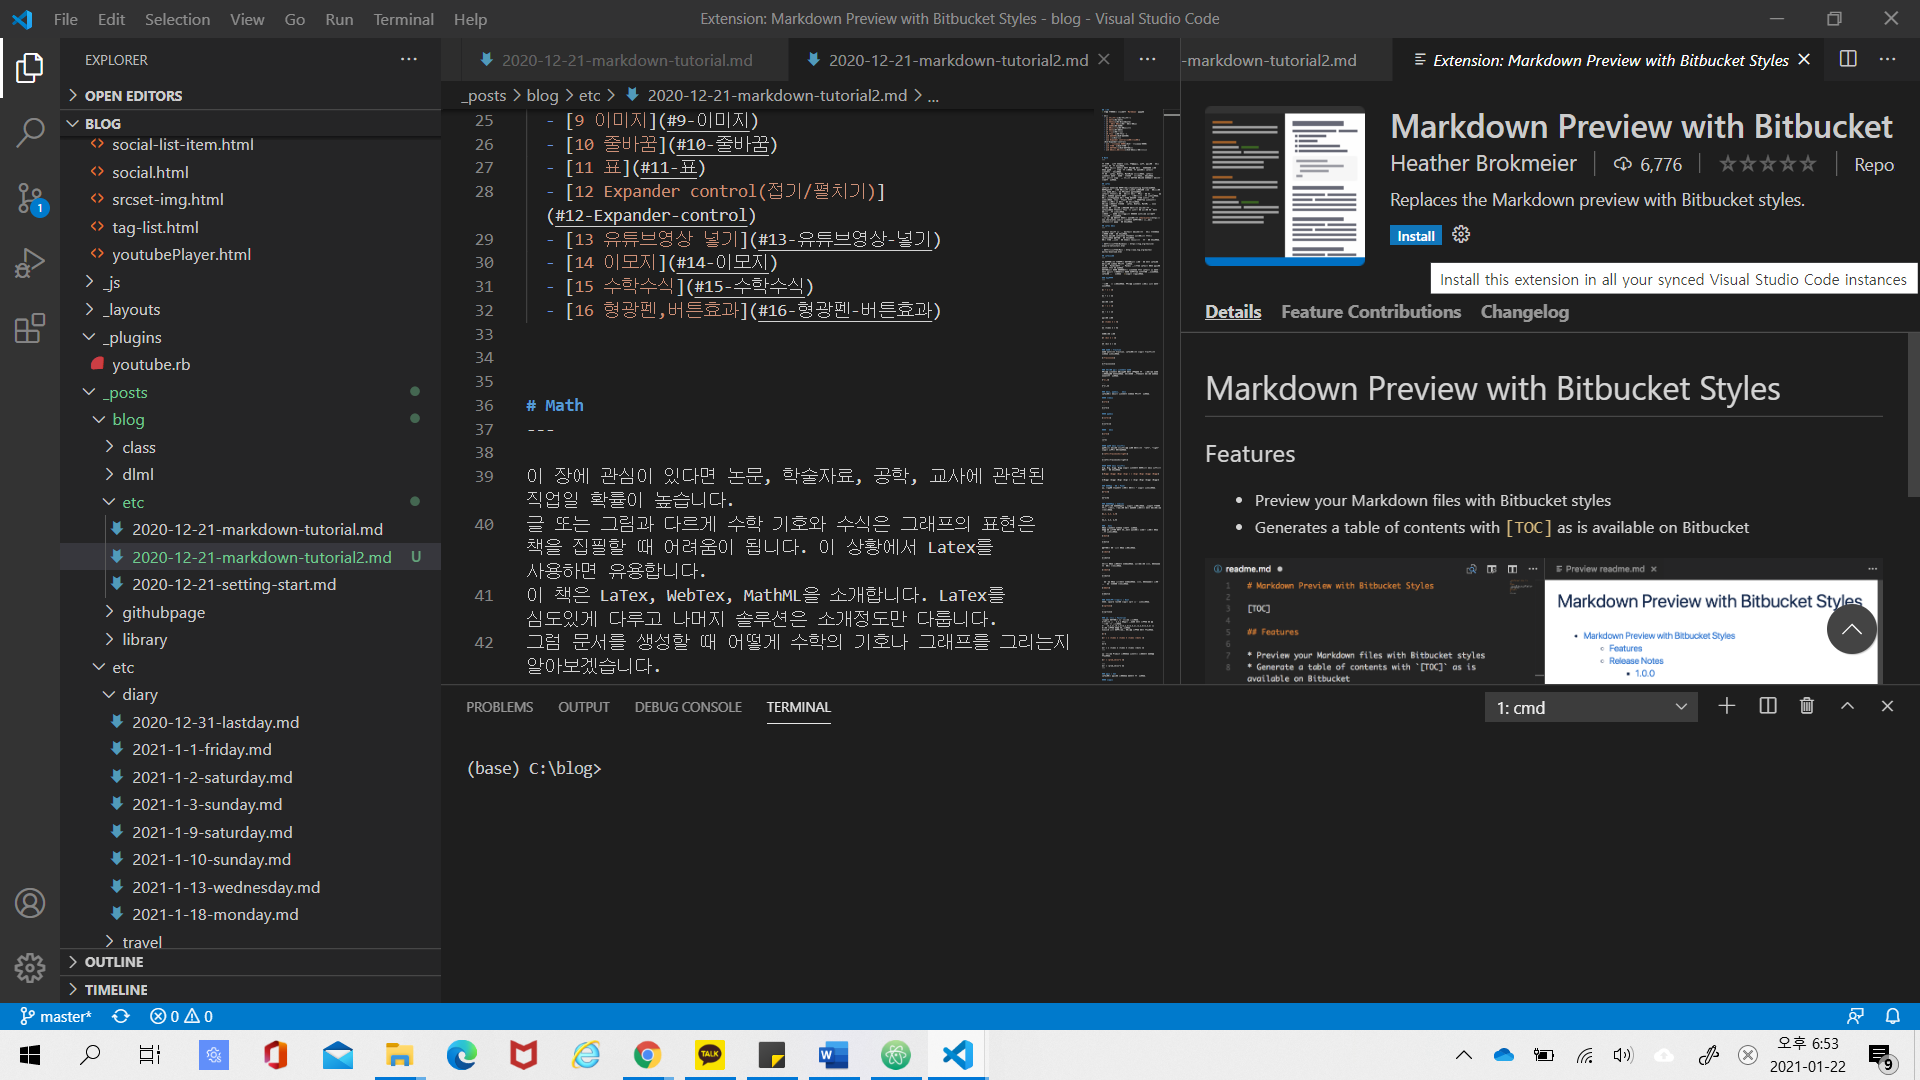 File Edit Selection View Go Run Terminal Help
Extension: Markdown Preview with Bitbucket Styles - blog - Visual Studio Code
EXPLORER
OPEN EDITORS
BLOG
social-list-item.html
social.html
srcset-img.html
tag-list.html
youtubePlayer.html
_js
_layouts
_plugins
youtube.rb
_posts
blog
class
dlml
etc
2020-12-21-markdown-tutorial.md
2020-12-21-markdown-tutorial2.md U
2020-12-21-setting-start.md
githubpage
library
etc
diary
2020-12-31-lastday.md
2021-1-1-friday.md
2021-1-2-saturday.md
2021-1-3-sunday.md
2021-1-9-saturday.md
2021-1-10-sunday.md
2021-1-13-wednesday.md
2021-1-18-monday.md
travel
OUTLINE
TIMELINE
2020-12-21-markdown-tutorial.md
2020-12-21-markdown-tutorial2.md
_posts > blog > etc > 2020-12-21-markdown-tutorial2.md > ...
25 - [9 이미지](#9-이미지)
26 - [10 줄바꿈](#10-줄바꿈)
27 - [11 표](#11-표)
28 - [12 Expander control(접기/펼치기)]
(#12-Expander-control)
29 - [13 유튜브영상 넣기](#13-유튜브영상-넣기)
30 - [14 이모지](#14-이모지)
31 - [15 수학수식](#15-수학수식)
32 - [16 형광펜,버튼효과](#16-형광펜-버튼효과)
33
34
35
36 # Math
37 ---
38
39 이 장에 관심이 있다면 논문, 학술자료, 공학, 교사에 관련된
직업일 확률이 높습니다.
40 글 또는 그림과 다르게 수학 기호와 수식은 그래프의 표현은
책을 집필할 때 어려움이 됩니다. 이 상황에서 Latex를
사용하면 유용합니다.
41 이 책은 LaTex, WebTex, MathML을 소개합니다. LaTex를
심도있게 다루고 나머지 솔루션은 소개정도만 다룹니다.
42 그럼 문서를 생성할 때 어떻게 수학의 기호나 그래프를 그리는지
알아보겠습니다.
-markdown-tutorial2.md
Extension: Markdown Preview with Bitbucket Styles
Markdown Preview with Bitbucket
Heather Brokmeier 6,776 Repo
Replaces the Markdown preview with Bitbucket styles.
Install
Install this extension in all your synced Visual Studio Code instances
Details Feature Contributions Changelog
Markdown Preview with Bitbucket Styles
Features
Preview your Markdown files with Bitbucket styles
Generates a table of contents with [TOC] as is available on Bitbucket
readme.md
1 # Markdown Preview with Bitbucket Styles
2
3 [TOC]
4
5 ## Features
6
7 * Preview your Markdown files with Bitbucket styles
8 * Generate a table of contents with `[TOC]` as is
available on Bitbucket
Preview readme.md
Markdown Preview with Bitbucket Styles
Markdown Preview with Bitbucket Styles
Features
Release Notes
1.0.0
PROBLEMS OUTPUT DEBUG CONSOLE TERMINAL
1: cmd
(base) C:\blog>
master* 0 0
TALK
오후 6:53
2021-01-22
9